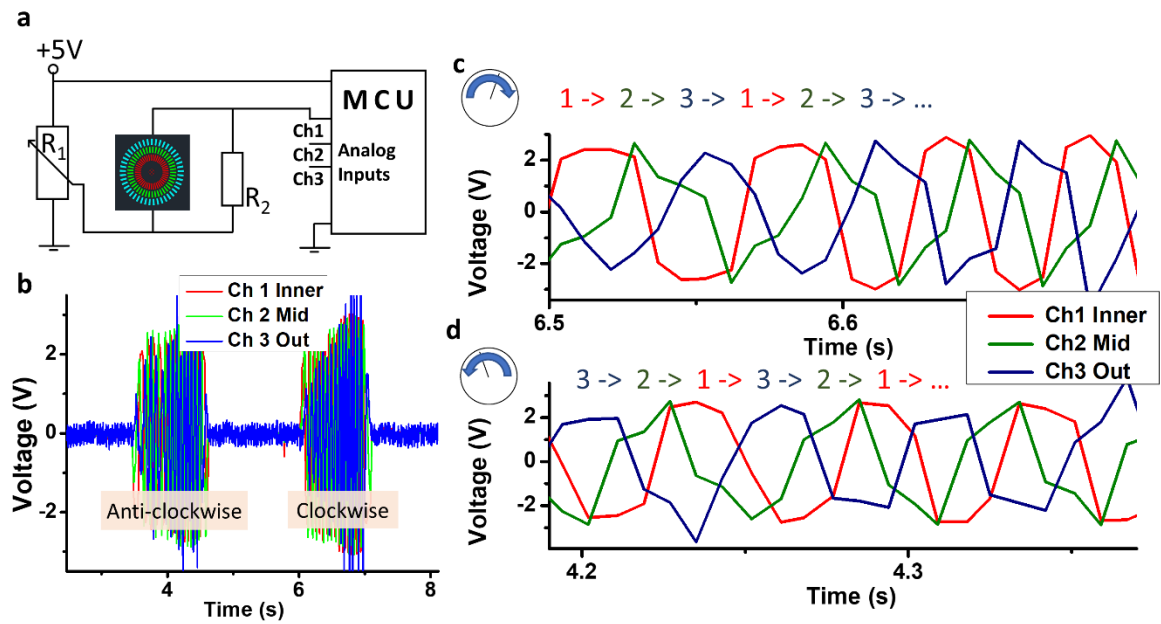 a
+5V
R1
R2
MCU
Ch1
Ch2
Ch3
Analog
Inputs
b
Ch 1 Inner
Ch 2 Mid
Ch 3 Out
Voltage (V)
2
0
-2
Anti-clockwise
Clockwise
4
6
8
Time (s)
c
1 -> 2 -> 3 -> 1 -> 2 -> 3 -> ...
Voltage (V)
2
0
-2
6.5
6.6
Time (s)
Ch1 Inner
Ch2 Mid
Ch3 Out
d
3 -> 2 -> 1 -> 3 -> 2 -> 1 -> ...
Voltage (V)
2
0
-2
4.2
4.3
Time (s)